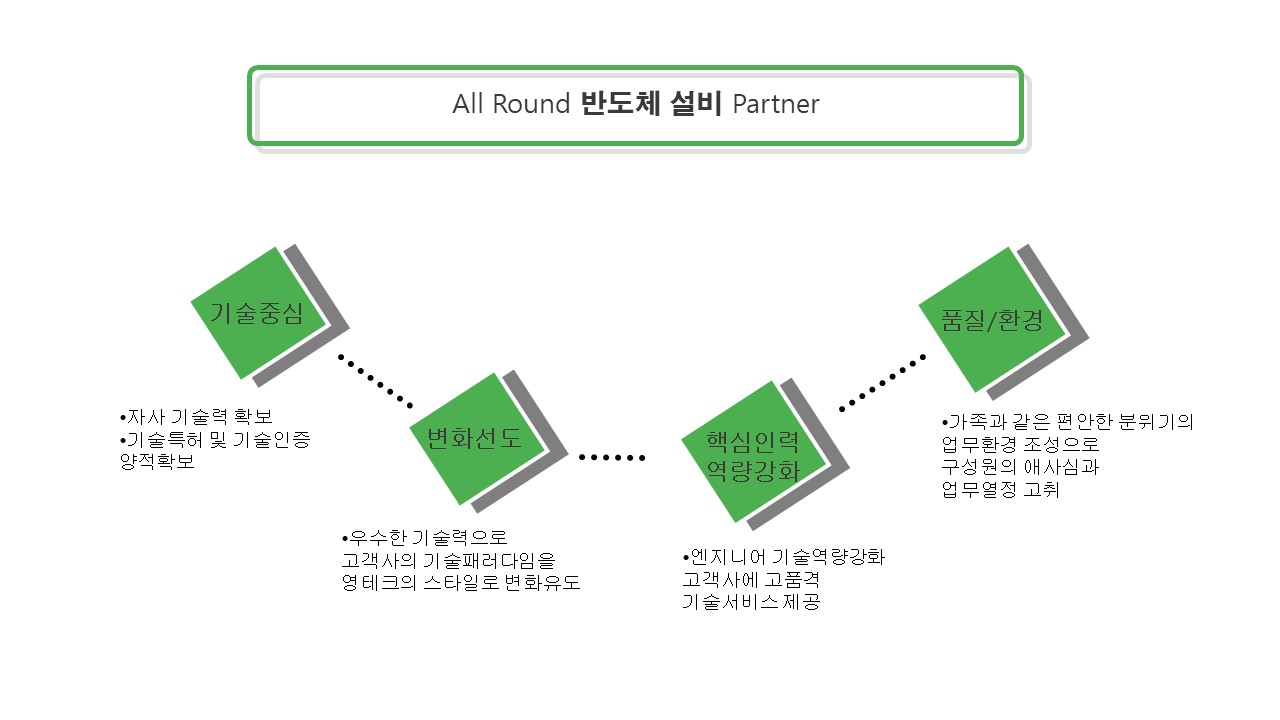 All Round 반도체 설비 Partner
기술중심
•자사 기술력 확보
•기술특허 및 기술인증
양적확보
변화선도
•우수한 기술력으로
고객사의 기술패러다임을
영테크의 스타일로 변화유도
핵심인력
역량강화
•엔지니어 기술역량강화
고객사에 고품격
기술서비스 제공
품질/환경
•가족과 같은 편안한 분위기의
업무환경 조성으로
구성원의 애사심과
업무열정 고취